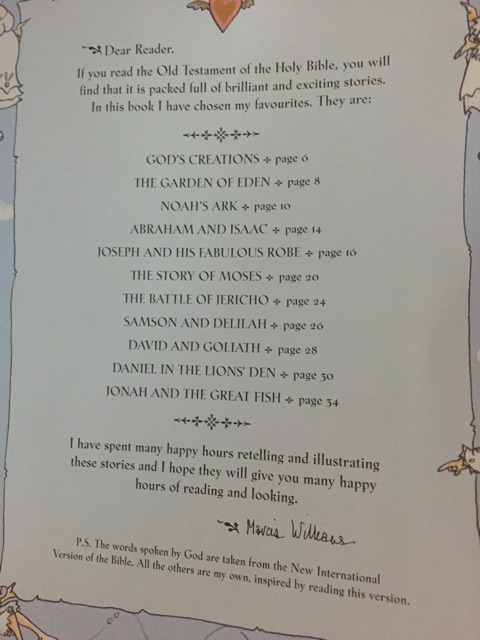 Dear Reader,
If you read the Old Testament of the Holy Bible, you will
find that it is packed full of brilliant and exciting stories.
In this book I have chosen my favourites. They are:
GOD'S CREATIONS ✢ page 6
THE GARDEN OF EDEN ✢ page 8
NOAH'S ARK ✢ page 10
ABRAHAM AND ISAAC ✢ page 14
JOSEPH AND HIS FABULOUS ROBE ✢ page 16
THE STORY OF MOSES ✢ page 20
THE BATTLE OF JERICHO ✢ page 24
SAMSON AND DELILAH ✢ page 26
DAVID AND GOLIATH ✢ page 28
DANIEL IN THE LIONS' DEN ✢ page 30
JONAH AND THE GREAT FISH ✢ page 34
I have spent many happy hours retelling and illustrating
these stories and I hope they will give you many happy
hours of reading and looking.
Marcia Williams
P.S. The words spoken by God are taken from the New International
Version of the Bible. All the others are my own, inspired by reading this version.